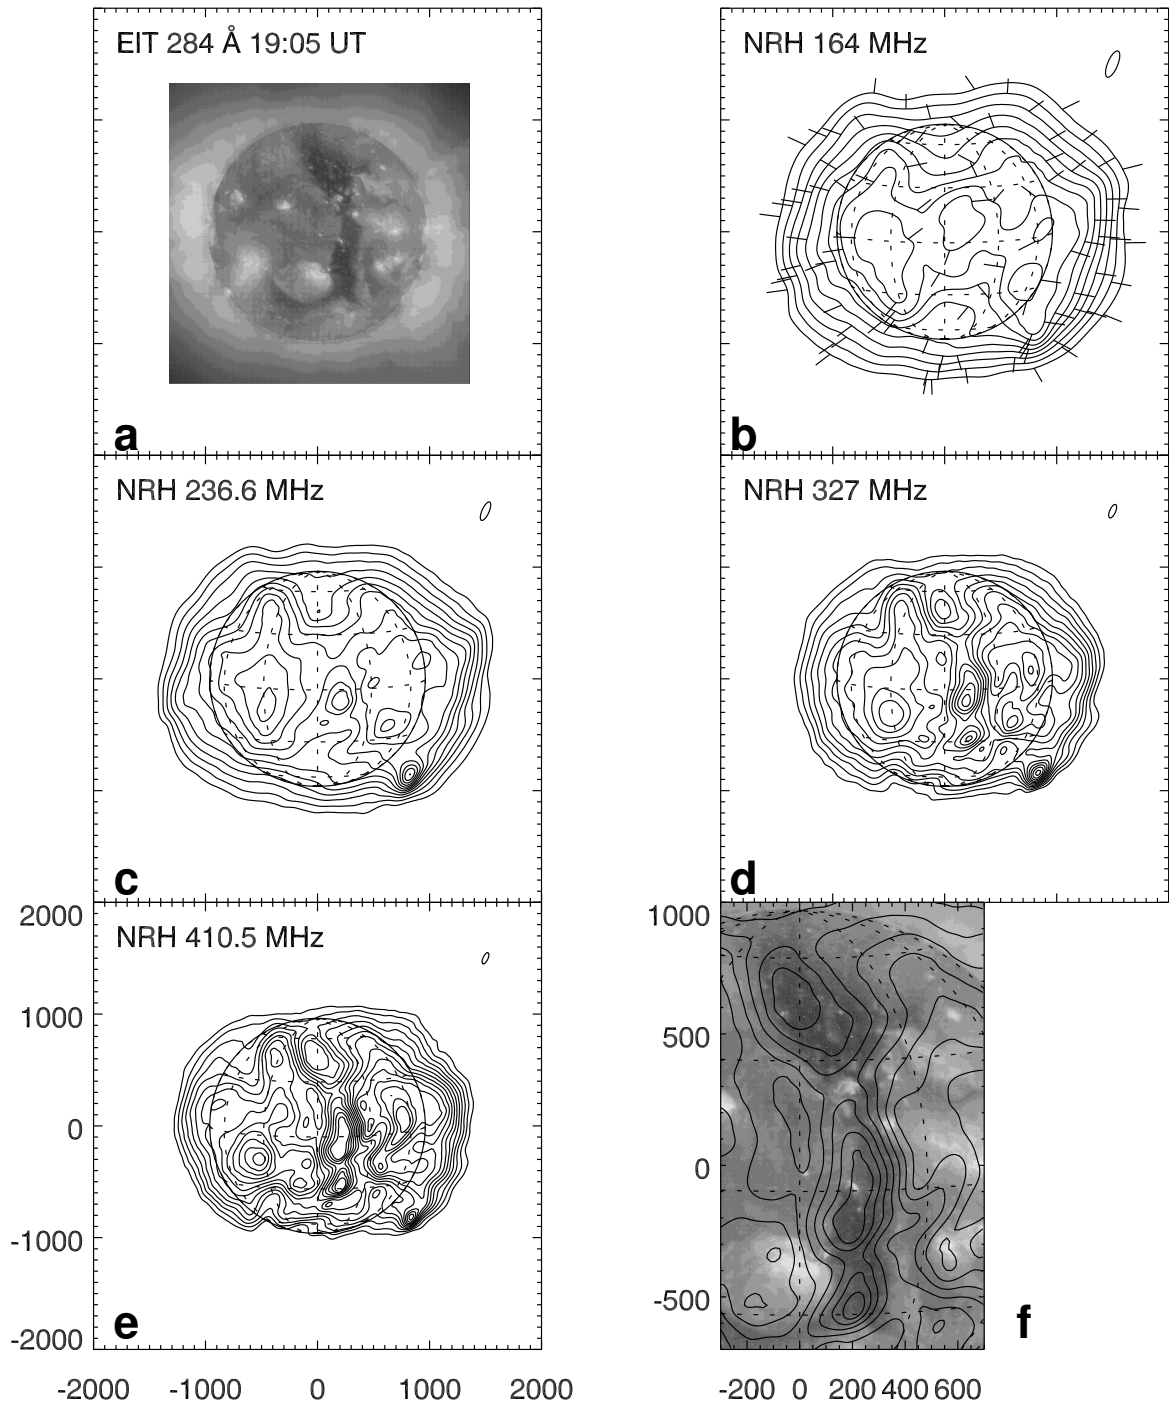 EIT 284 Å 19:05 UT
a
NRH 164 MHz
b
NRH 236.6 MHz
c
NRH 327 MHz
d
2000
1000
0
-1000
-2000
NRH 410.5 MHz
e
-2000 -1000 0 1000 2000
1000
500
0
-500
f
-200 0 200 400 600